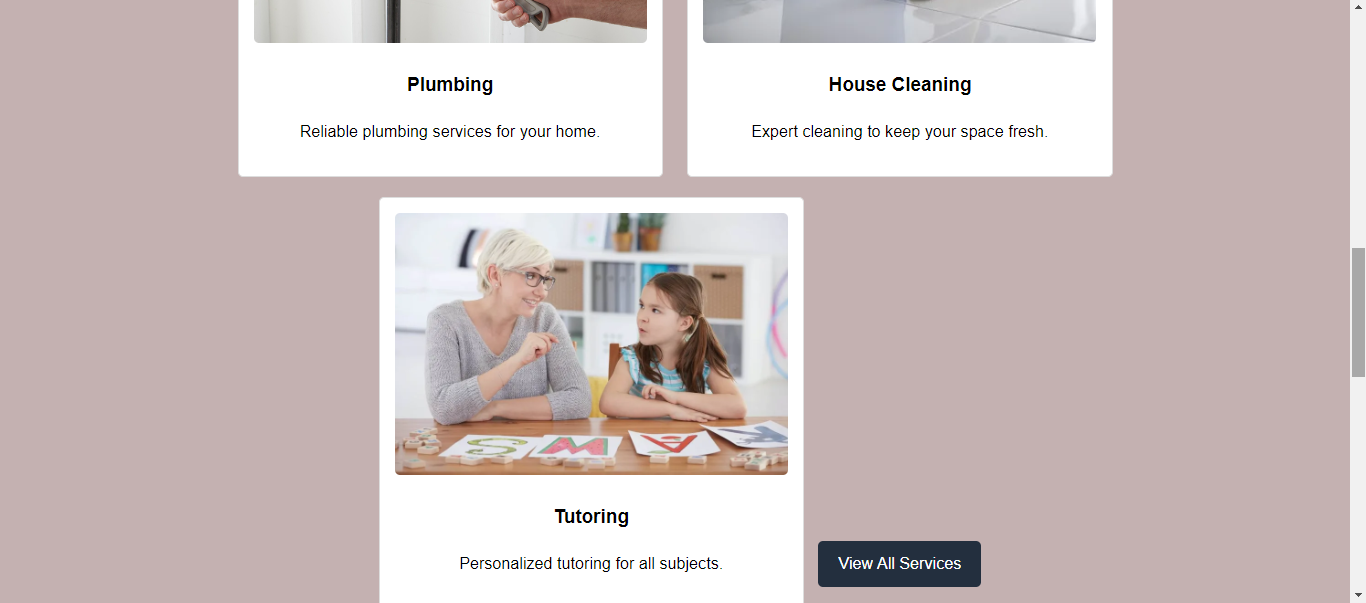 Plumbing
House Cleaning
Reliable plumbing services for your home.
Expert cleaning to keep your space fresh.
S M A
Tutoring
Personalized tutoring for all subjects.
View All Services